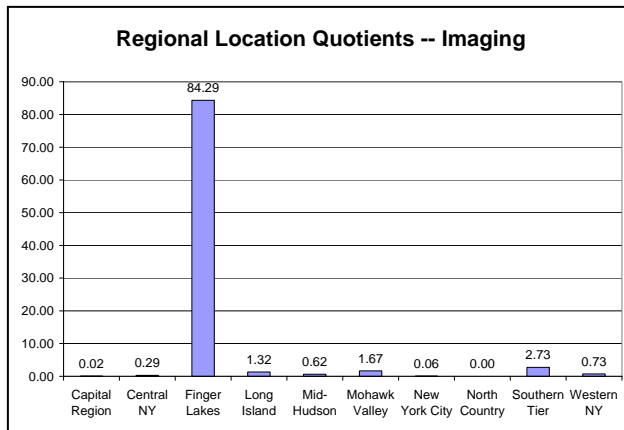 Regional Location Quotients -- Imaging
90.00
80.00
70.00
60.00
50.00
40.00
30.00
20.00
10.00
0.00
0.02
0.29
84.29
1.32
0.62
1.67
0.06
0.00
2.73
0.73
Capital
Region
Central
NY
Finger
Lakes
Long
Island
Mid-
Hudson
Mohawk
Valley
New
York City
North
Country
Southern
Tier
Western
NY